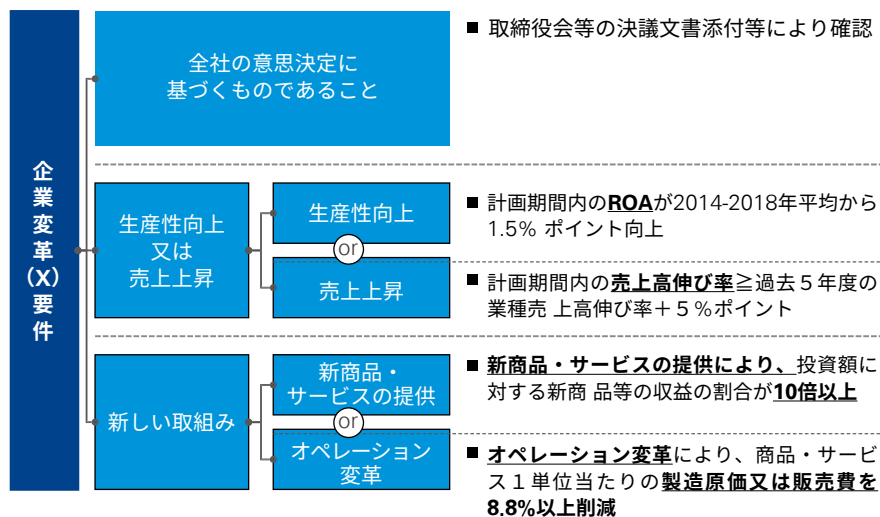 企業変革(X)要件
全社の意思決定に
基づくものであること
■ 取締役会等の決議文書添付等により確認
生産性向上
又は
売上上昇
生産性向上
or
売上上昇
■ 計画期間内のROAが2014-2018年平均から
1.5% ポイント向上
■ 計画期間内の売上高伸び率≧過去５年度の
業種売 上高伸び率＋５%ポイント
新しい取組み
新商品・
サービスの提供
or
オペレーション
変革
■ 新商品・サービスの提供により、投資額に
対する新商 品等の収益の割合が10倍以上
■ オペレーション変革により、商品・サービ
ス１単位当たりの製造原価又は販売費を
8.8%以上削減